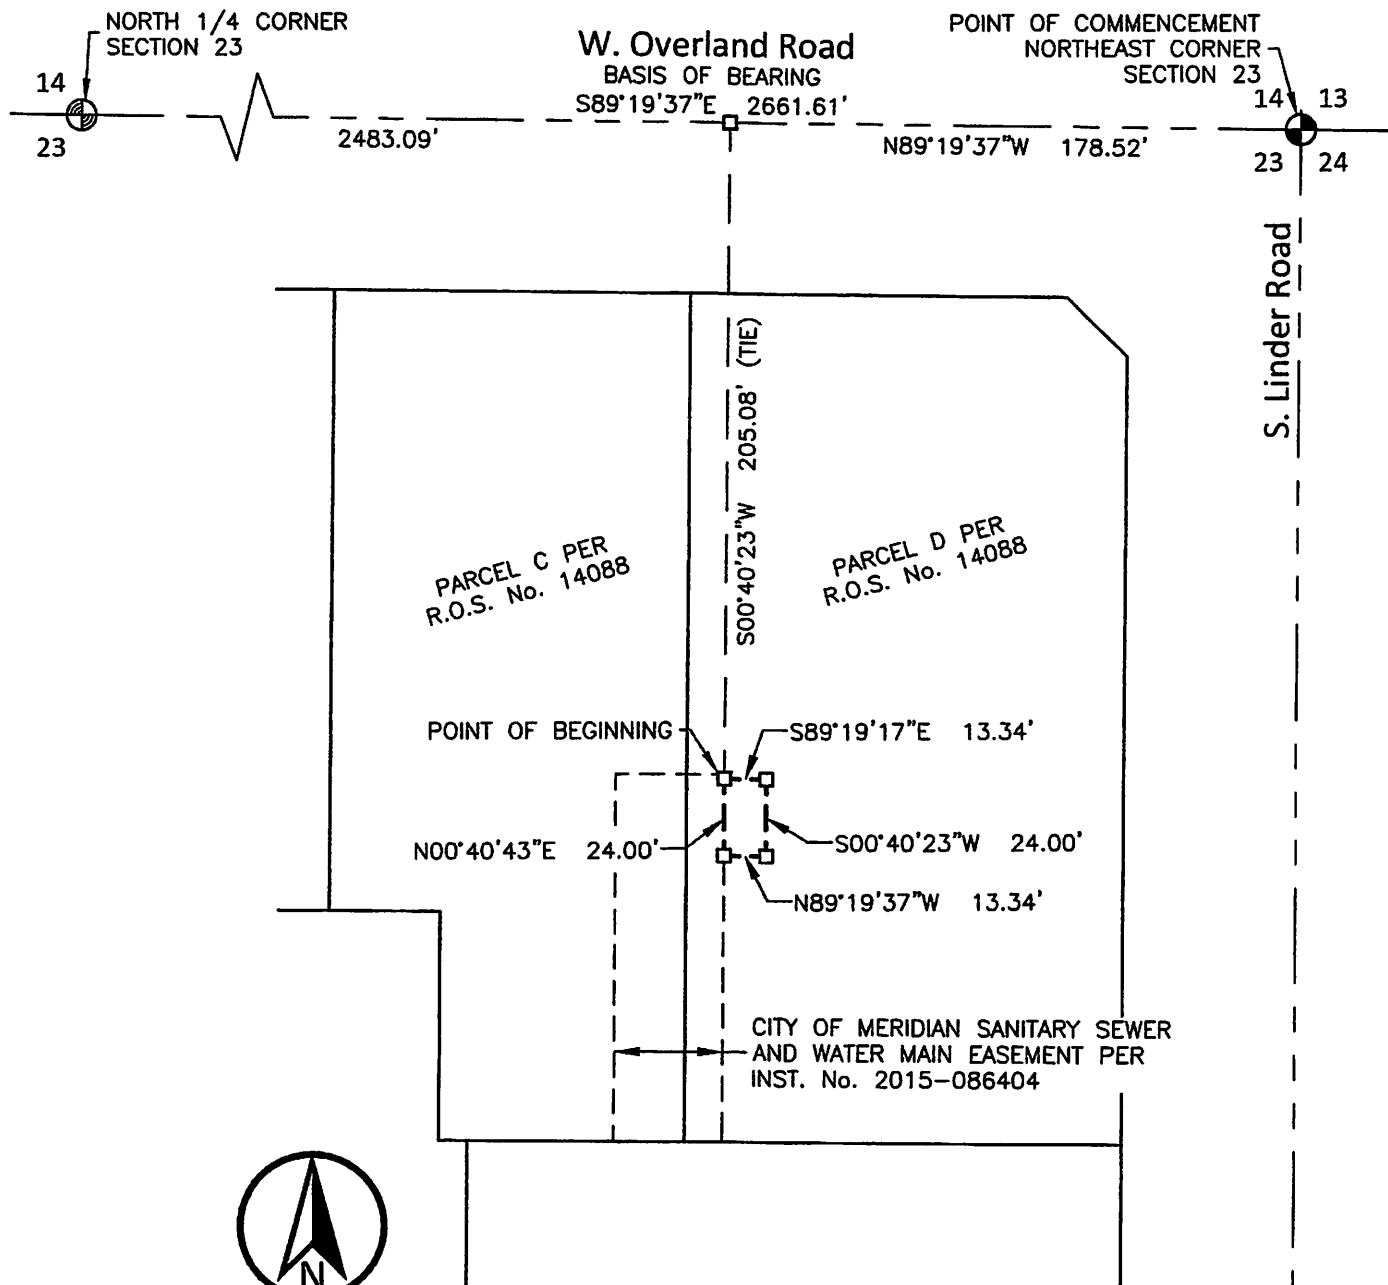 NORTH 1/4 CORNER
SECTION 23
W. Overland Road
BASIS OF BEARING
S89°19'37"E 2661.61'
POINT OF COMMENCEMENT
NORTHEAST CORNER
SECTION 23
14
23
2483.09'
N89°19'37"W 178.52'
14 13
23 24
S. Linder Road
S00°40'23"W 205.08' (TIE)
PARCEL C PER
R.O.S. No. 14088
PARCEL D PER
R.O.S. No. 14088
POINT OF BEGINNING
S89°19'17"E 13.34'
N00°40'43"E 24.00'
S00°40'23"W 24.00'
N89°19'37"W 13.34'
CITY OF MERIDIAN SANITARY SEWER
AND WATER MAIN EASEMENT PER
INST. No. 2015-086404
N